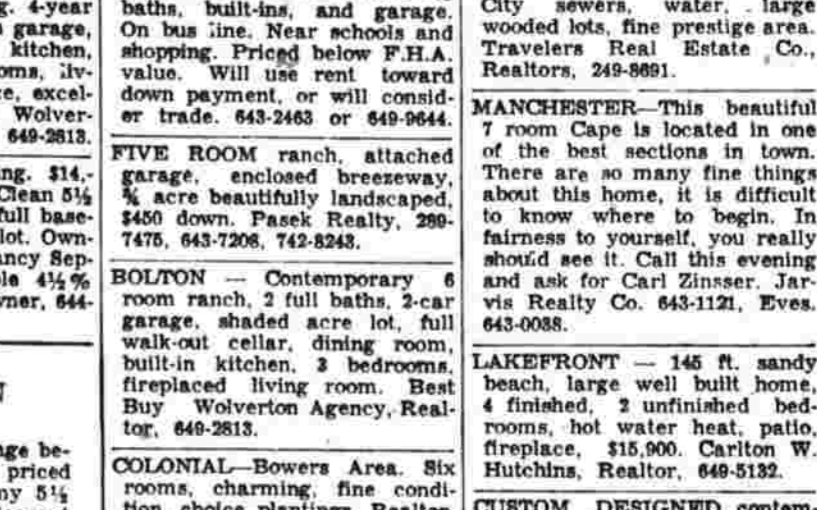 g. 4-year
garage,
kitchen,
excel-
Wolver-
649-2813.
ing. $14,-
Clean 5½
full base-
lot. Own-
ancy Sep-
4½%
wner, 644-
nge be-
priced
ny 5½
baths, built-ins, and garage.
On bus line. Near schools and
shopping. Priced below F.H.A.
value. Will use rent toward
down payment, or will consid-
er trade. 643-2463 or 649-9644.
FIVE ROOM ranch, attached
garage, enclosed breezeway,
¾ acre beautifully landscaped,
$450 down. Pasek Realty, 289-
7475, 643-7208, 742-8243.
BOLTON — Contemporary 6
room ranch, 2 full baths, 2-car
garage, shaded acre lot, full
walk-out cellar, dining room,
built-in kitchen, 3 bedrooms,
fireplaced living room. Best
Buy Wolverton Agency, Real-
tor, 649-2813.
COLONIAL—Bowers Area. Six
rooms, charming, fine condi-
tion, choice plantings. Realtor,
City sewers, water, large
wooded lots, fine prestige area.
Travelers Real Estate Co.,
Realtors, 249-8691.
MANCHESTER—This beautiful
7 room Cape is located in one
of the best sections in town.
There are so many fine things
about this home, it is difficult
to know where to begin. In
fairness to yourself, you really
should see it. Call this evening
and ask for Carl Zinsser. Jar-
vis Realty Co. 643-1121, Eves.
643-0038.
LAKEFRONT — 145 ft. sandy
beach, large well built home,
4 finished, 2 unfinished bed-
rooms, hot water heat, patio,
fireplace, $15,900. Carlton W.
Hutchins, Realtor, 649-5132.
CUSTOM DESIGNED contem-